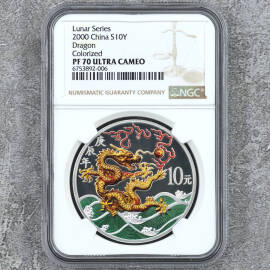 Lunar Series
2000 China S10Y
Dragon
Colorized
PF 70 ULTRA CAMEO
6753892-006
NUMISMATIC GUARANTY COMPANY
NGC
庚辰年
10元